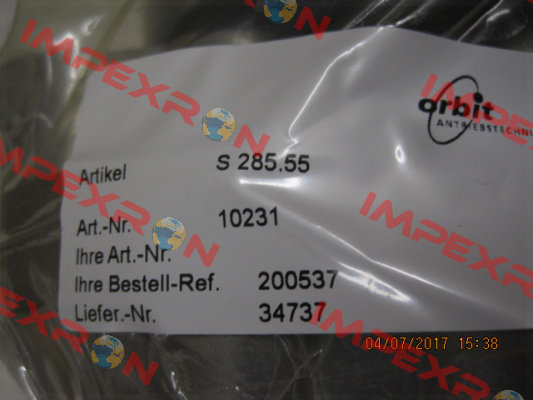 orbit
ANTRIEBSTECHNI
Artikel S 285.55
Art.-Nr. 10231
Ihre Art.-Nr.
Ihre Bestell-Ref. 200537
Liefer.-Nr. 34737
04/07/2017 15:38
IMPEXRON
IMPEXRON
IMPEXRON
IMPEXRON
IMPEXRON